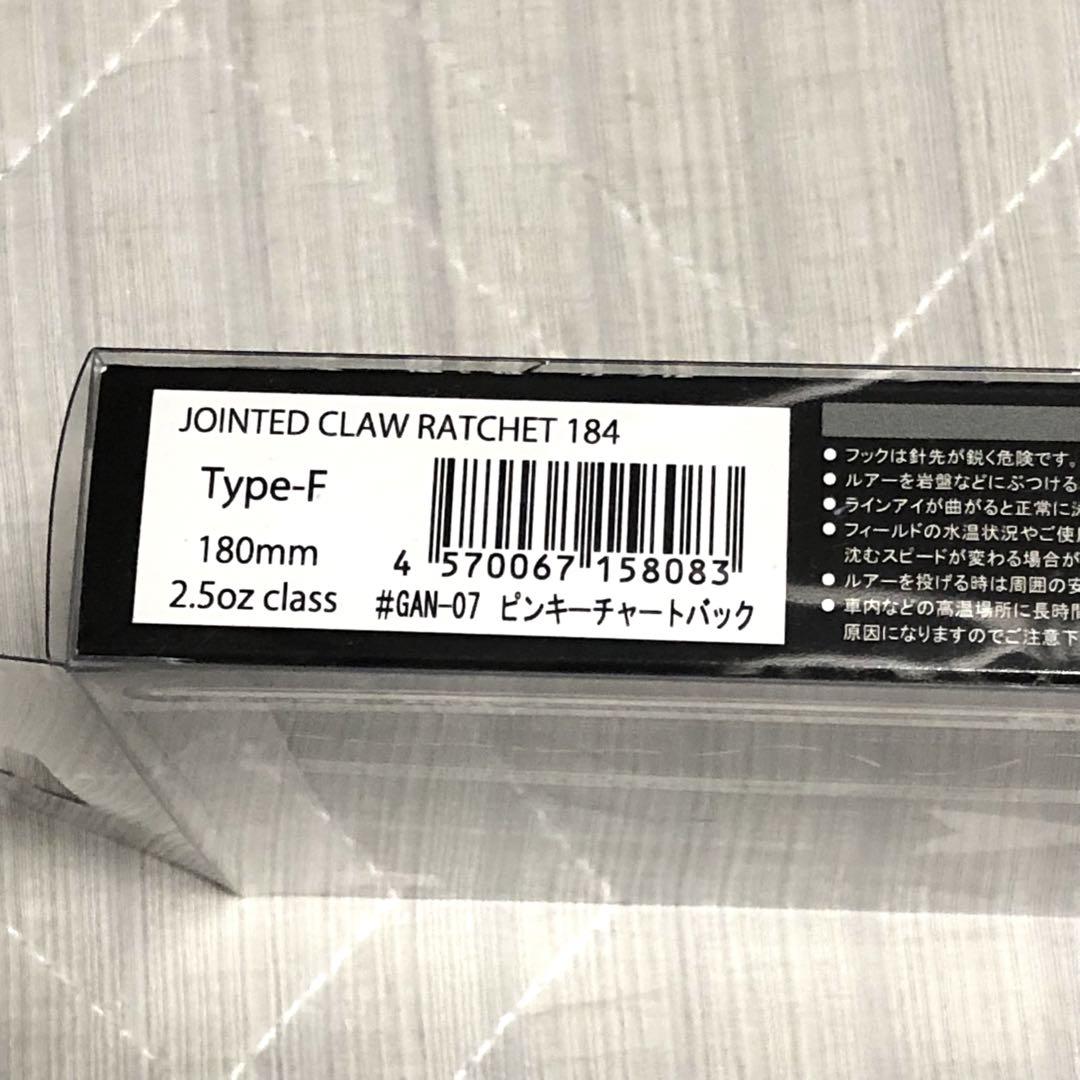 JOINTED CLAW RATCHET 184
Type-F
180mm
2.5oz class
4 570067 158083
#GAN-07 ピンキーチャートバック
● フックは針先が鋭く危険です。
● ルアーを岩盤などにぶつける
● ラインアイが曲がると正常に
● フィールドの水温状況やご使
沈むスピードが変わる場合が
● ルアーを投げる時は周囲の安
● 車内などの高温場所に長時間
原因になりますのでご注意下